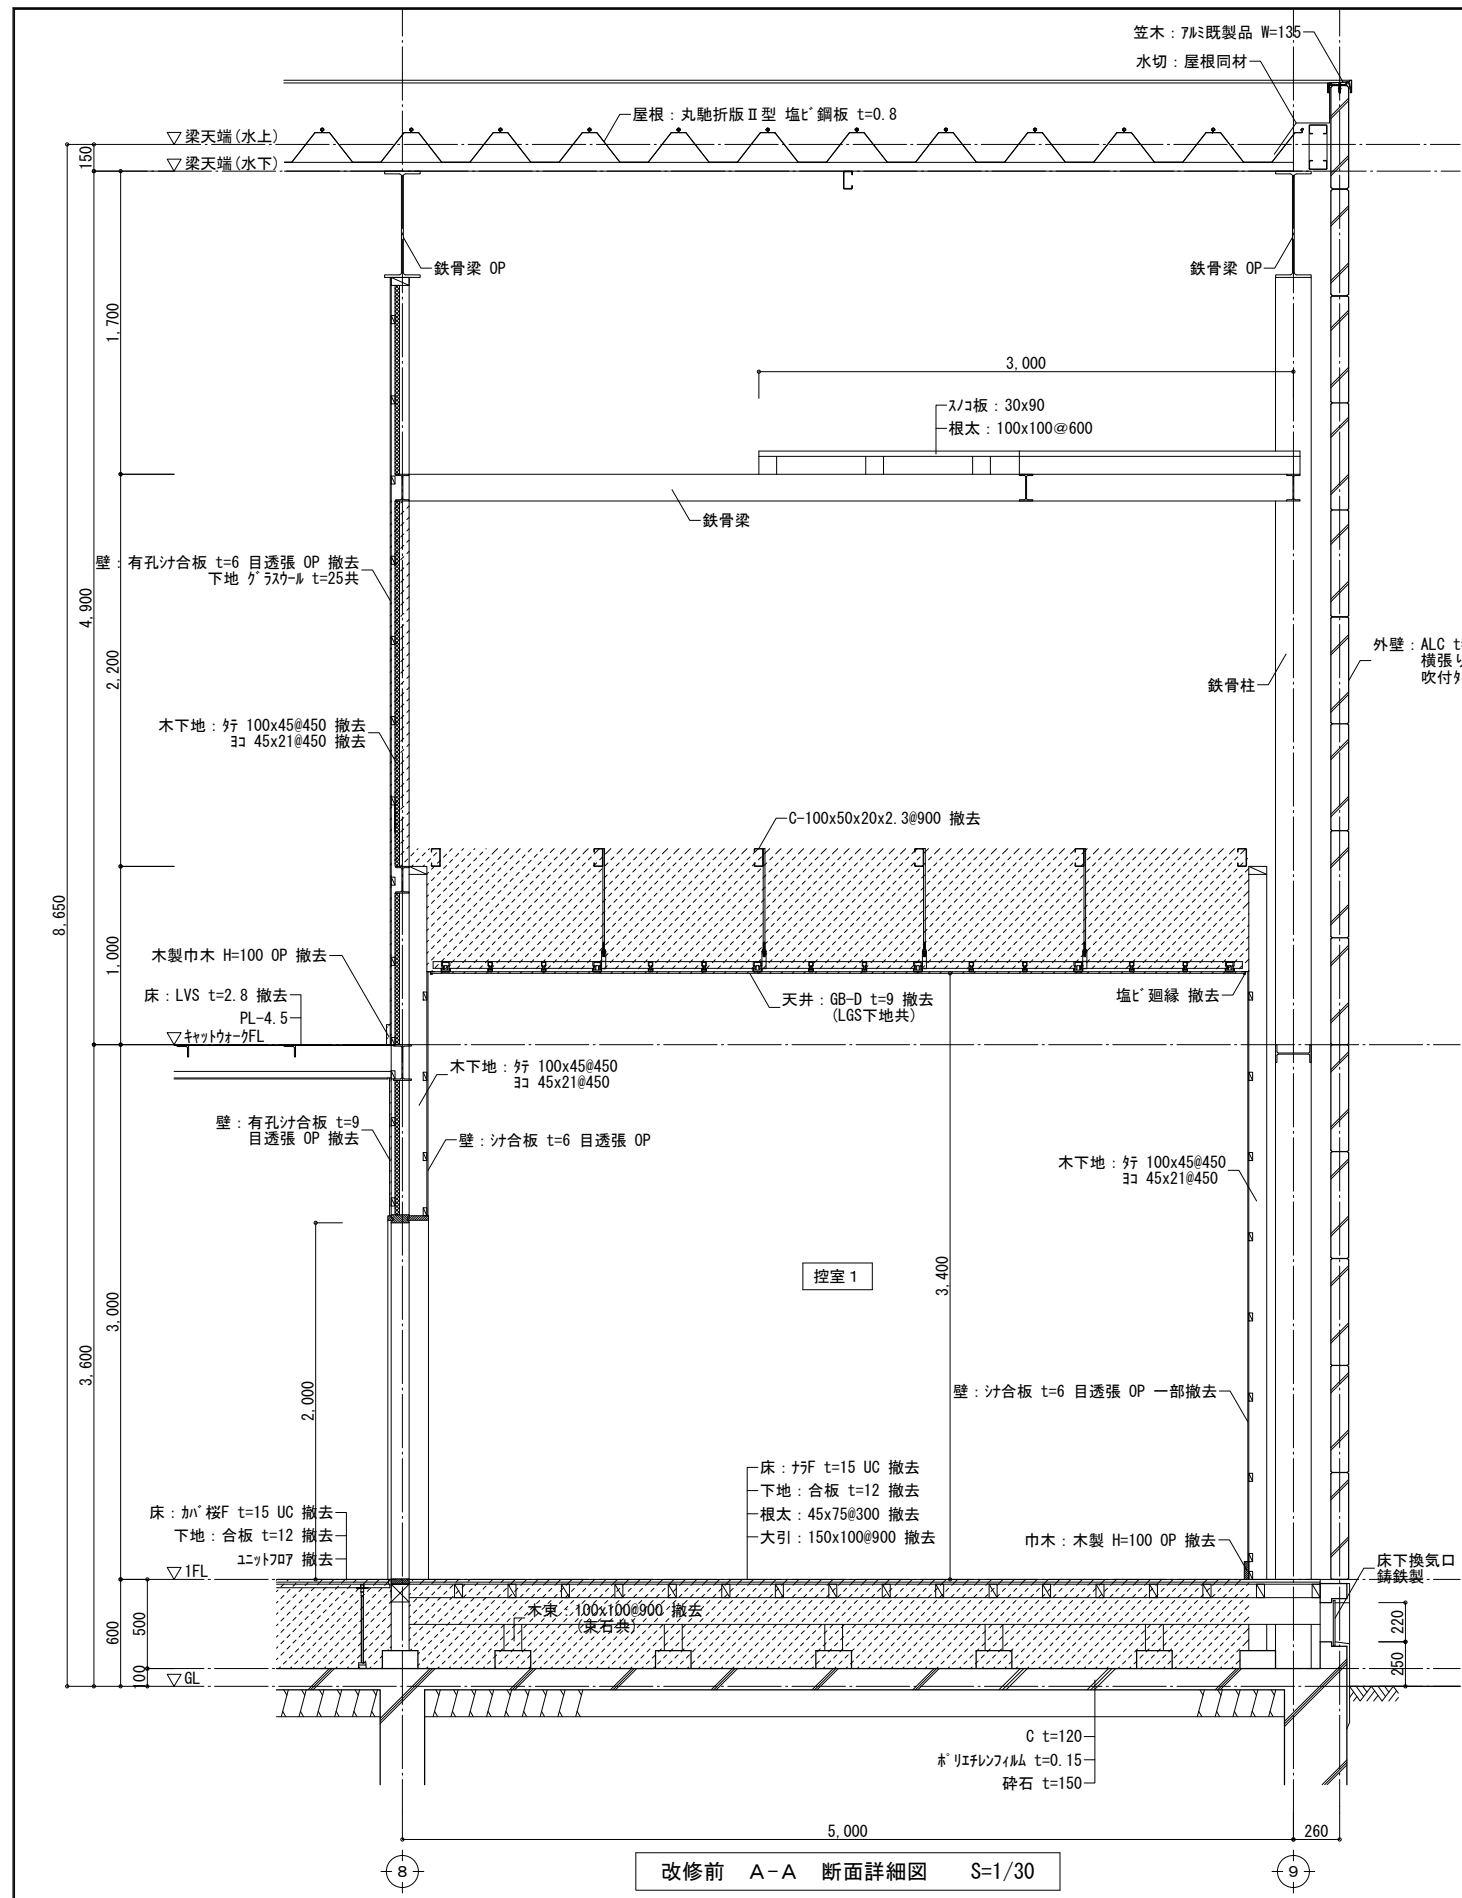 笠木：ｱﾙﾐ既製品 W=135
水切：屋根同材
屋根：丸馳折版Ⅱ型 塩ﾋﾞ鋼板 t=0.8
▽梁天端(水上)
150
▽梁天端(水下)
鉄骨梁 OP
鉄骨梁 OP
1,700
3,000
ｽﾉｺ板：30x90
根太：100x100@600
鉄骨梁
壁：有孔ｼﾅ合板 t=6 目透張 OP 撤去
下地 ｸﾞﾗｽｳｰﾙ t=25共
4,900
2,200
外壁：ALC t=
横張り
鉄骨柱
木下地：ﾀﾃ 100x45@450 撤去
ﾖｺ 45x21@450 撤去
C-100x50x20x2.3@900 撤去
8,650
1,000
木製巾木 H=100 OP 撤去
床：LVS t=2.8 撤去
PL-4.5
▽ｷｬｯﾄｳｫｰｸFL
天井：GB-D t=9 撤去
(LGS下地共)
塩ﾋﾞ廻縁 撤去
木下地：ﾀﾃ 100x45@450
ﾖｺ 45x21@450
壁：有孔ｼﾅ合板 t=9
目透張 OP 撤去
壁：ｼﾅ合板 t=6 目透張 OP
木下地：ﾀﾃ 100x45@450
ﾖｺ 45x21@450
控室１
3,400
3,000
3,600
2,000
壁：ｼﾅ合板 t=6 目透張 OP 一部撤去
床：ﾅﾗF t=15 UC 撤去
下地：合板 t=12 撤去
根太：45x75@300 撤去
大引：150x100@900 撤去
床：ｶﾊﾞ桜F t=15 UC 撤去
下地：合板 t=12 撤去
ﾕﾆｯﾄﾌﾛｱ 撤去
巾木：木製 H=100 OP 撤去
床下換気口
鋳鉄製
▽1FL
木束：100x100@900 撤去
(束石共)
600
500
100
220
250
▽GL
C t=120
ﾎﾟﾘｴﾁﾚﾝﾌｨﾙﾑ t=0.15
砕石 t=150
5,000
260
8
改修前 A-A 断面詳細図 S=1/30
9